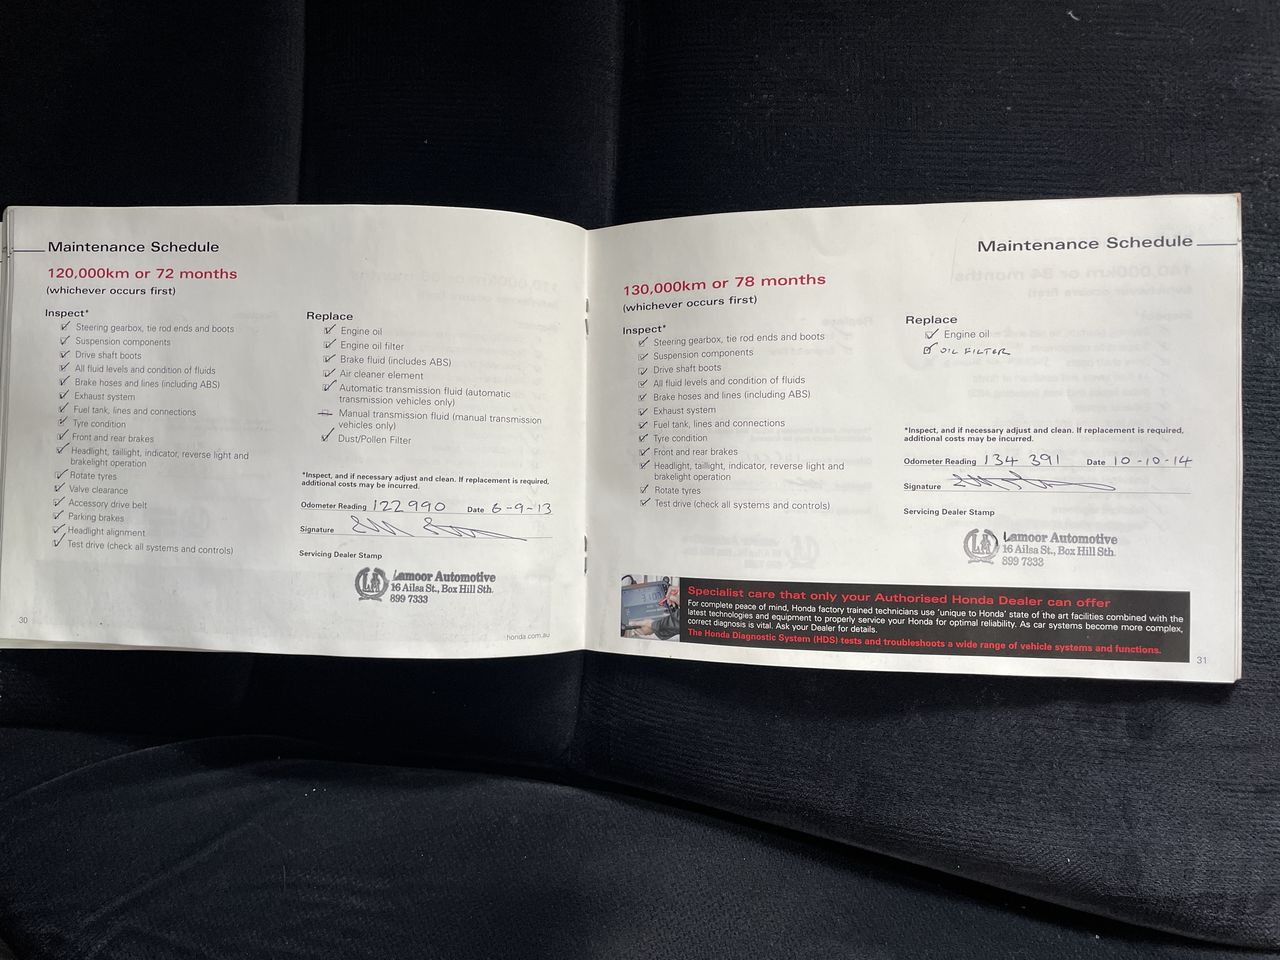 Maintenance Schedule
120,000km or 72 months
(whichever occurs first)
Inspect*
Steering gearbox, tie rod ends and boots
Suspension components
Drive shaft boots
All fluid levels and condition of fluids
Brake hoses and lines (including ABS)
Exhaust system
Fuel tank, lines and connections
Tyre condition
Front and rear brakes
Headlight, taillight, indicator, reverse light and
brakelight operation
Rotate tyres
Valve clearance
Accessory drive belt
Parking brakes
Headlight alignment
Test drive (check all systems and controls)
Replace
Engine oil
Engine oil filter
Brake fluid (includes ABS)
Air cleaner element
Automatic transmission fluid (automatic
transmission vehicles only)
Manual transmission fluid (manual transmission
vehicles only)
Dust/Pollen Filter
*Inspect, and if necessary adjust and clean. If replacement is required,
additional costs may be incurred.
Odometer Reading 122990 Date 6-9-13
Signature
Servicing Dealer Stamp
LA Lamoor Automotive
16 Ailsa St., Box Hill Sth.
899 7333
30
honda.com.au
Maintenance Schedule
130,000km or 78 months
(whichever occurs first)
Inspect*
Steering gearbox, tie rod ends and boots
Suspension components
Drive shaft boots
All fluid levels and condition of fluids
Brake hoses and lines (including ABS)
Exhaust system
Fuel tank, lines and connections
Tyre condition
Front and rear brakes
Headlight, taillight, indicator, reverse light and
brakelight operation
Rotate tyres
Test drive (check all systems and controls)
Replace
Engine oil
OIL FILTER
*Inspect, and if necessary adjust and clean. If replacement is required,
additional costs may be incurred.
Odometer Reading 134 391 Date 10-10-14
Signature
Servicing Dealer Stamp
LA Lamoor Automotive
16 Ailsa St., Box Hill Sth.
899 7333
Specialist care that only your Authorised Honda Dealer can offer
For complete peace of mind, Honda factory trained technicians use 'unique to Honda' state of the art facilities combined with the
latest technologies and equipment to properly service your Honda for optimal reliability. As car systems become more complex,
correct diagnosis is vital. Ask your Dealer for details.
The Honda Diagnostic System (HDS) tests and troubleshoots a wide range of vehicle systems and functions.
31